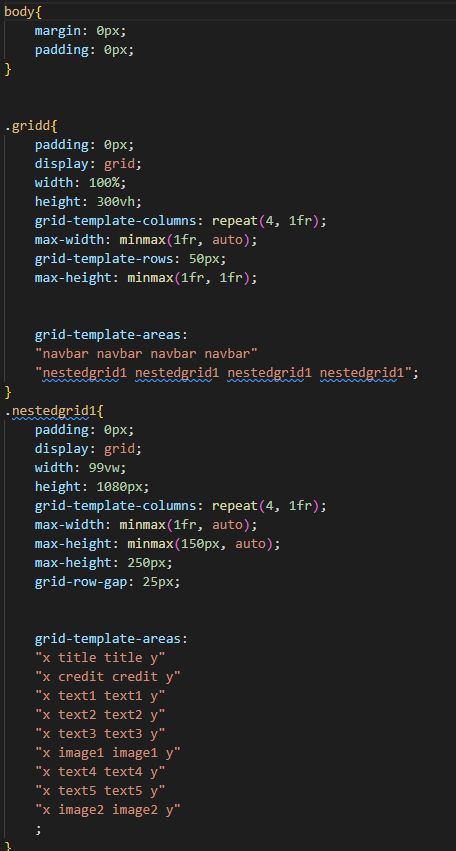 body{
margin: 0px;
padding: 0px;
}
.gridd{
padding: 0px;
display: grid;
width: 100%;
height: 300vh;
grid-template-columns: repeat(4, 1fr);
max-width: minmax(1fr, auto);
grid-template-rows: 50px;
max-height: minmax(1fr, 1fr);
grid-template-areas:
"navbar navbar navbar navbar"
"nestedgrid1 nestedgrid1 nestedgrid1 nestedgrid1";
}
.nestedgrid1{
padding: 0px;
display: grid;
width: 99vw;
height: 1080px;
grid-template-columns: repeat(4, 1fr);
max-width: minmax(1fr, auto);
max-height: minmax(150px, auto);
max-height: 250px;
grid-row-gap: 25px;
grid-template-areas:
"x title title y"
"x credit credit y"
"x text1 text1 y"
"x text2 text2 y"
"x text3 text3 y"
"x image1 image1 y"
"x text4 text4 y"
"x text5 text5 y"
"x image2 image2 y"
;
}